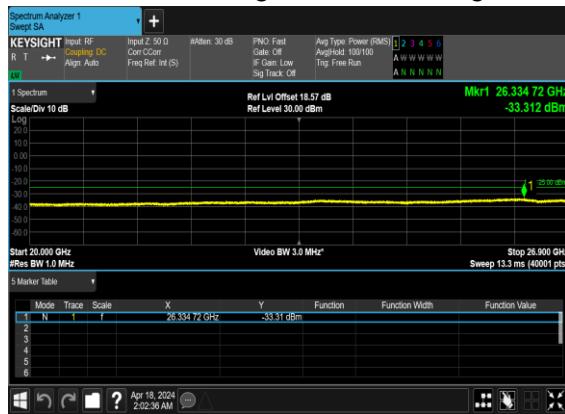 Spectrum Analyzer 1
Swept SA
+
KEYSIGHT Input: RF Input Z: 50 Ω #Atten: 30 dB PNO: Fast Avg Type: Power (RMS) 1 2 3 4 5 6
R T Coupling: DC Corr CCorr Gate: Off Avg|Hold: 100/100 A W W W W W
Align: Auto Freq Ref: Int (S) IF Gain: Low Trig: Free Run
Sig Track: Off A N N N N N
LW
1 Spectrum Ref Lvl Offset 18.57 dB Mkr1 26.334 72 GHz
Scale/Div 10 dB Ref Level 30.00 dBm -33.312 dBm
Log
20.0
10.0
0.00
-10.0
-20.0
1 -25.00 dBm
-30.0
-40.0
-50.0
-60.0
Start 20.000 GHz Video BW 3.0 MHz* Stop 26.900 GHz
#Res BW 1.0 MHz Sweep 13.3 ms (40001 pts
5 Marker Table
Mode Trace Scale X Y Function Function Width Function Value
1 N 1 f 26.334 72 GHz -33.31 dBm
2
3
4
5
6
? Apr 18, 2024
2:02:36 AM